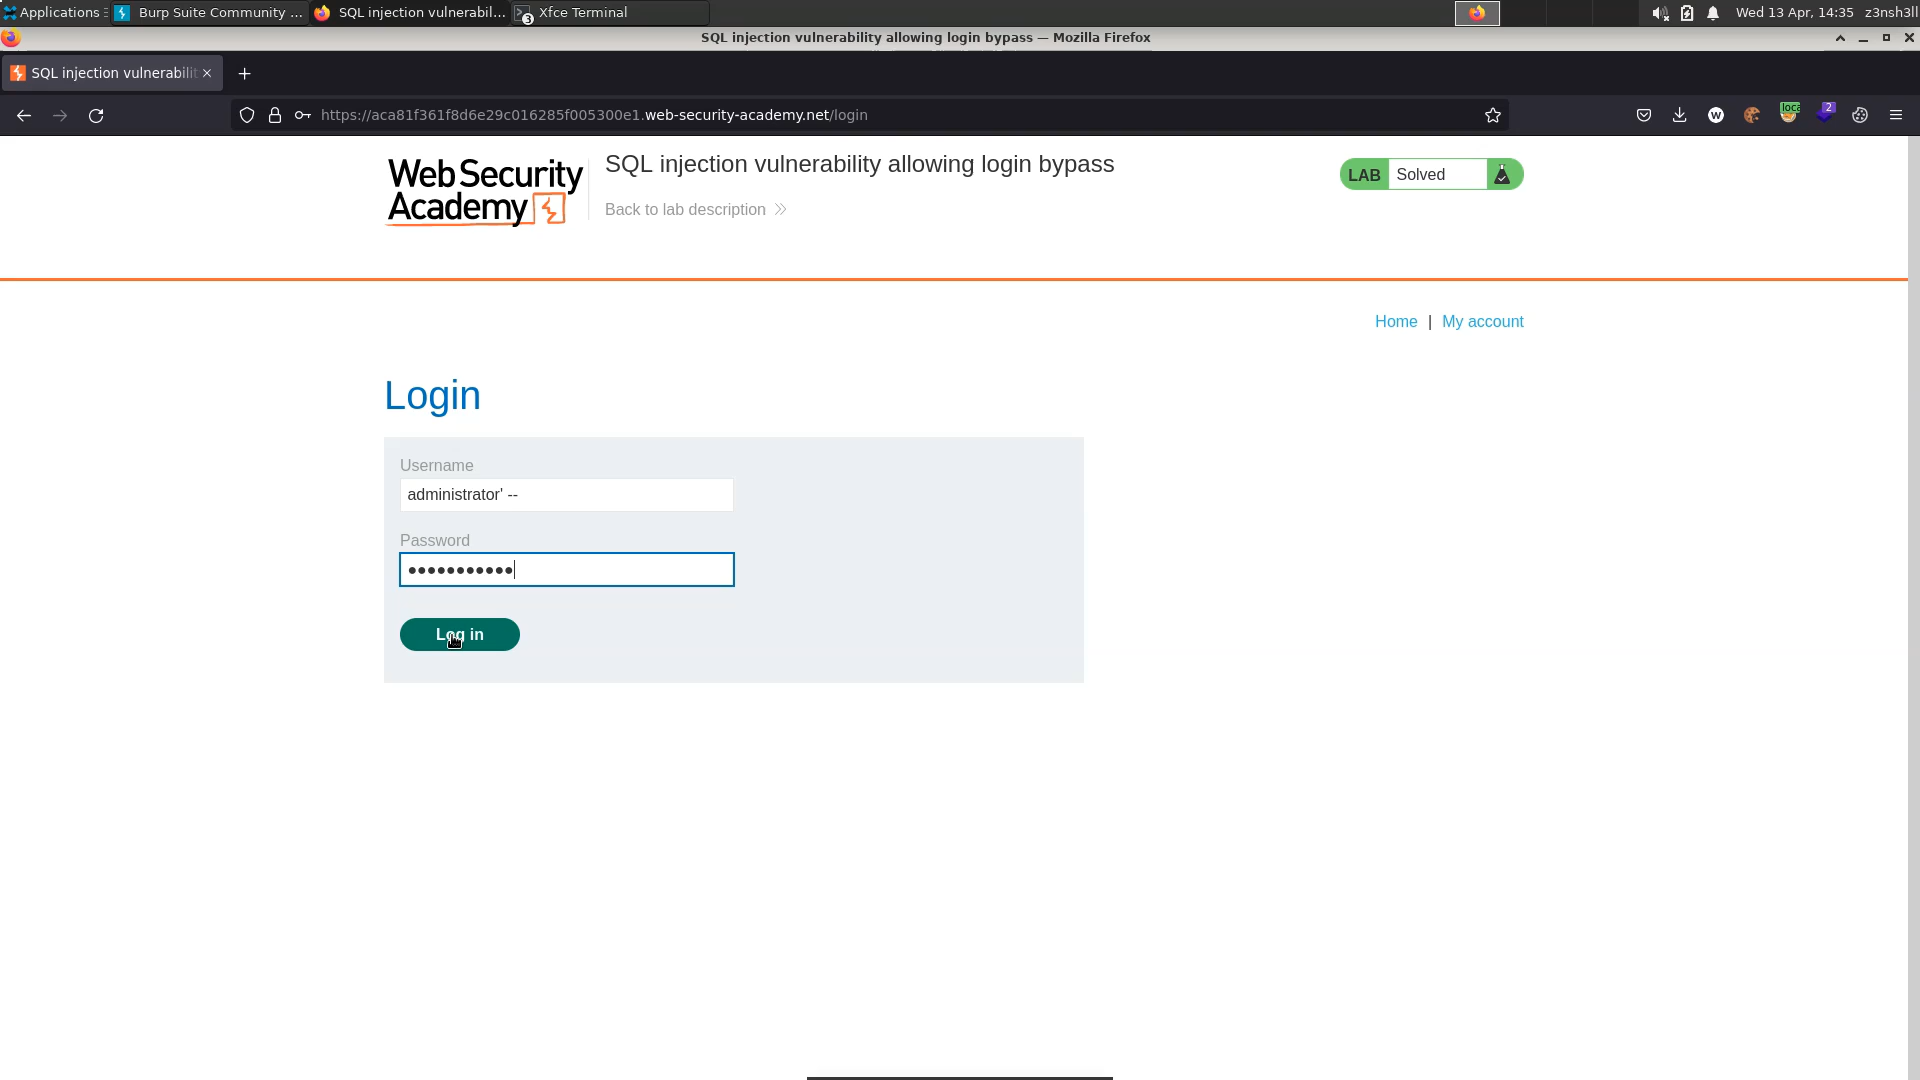 Applications
Burp Suite Community ...
SQL injection vulnerabil...
3
Xfce Terminal
Wed 13 Apr, 14:35
z3nsh3ll
SQL injection vulnerability allowing login bypass — Mozilla Firefox
SQL injection vulnerabilit
https://aca81f361f8d6e29c016285f005300e1.web-security-academy.net/login
W
loca
2
Web Security
Academy
SQL injection vulnerability allowing login bypass
Back to lab description
LAB
Solved
Home | My account
Login
Username
administrator' --
Password
Log in